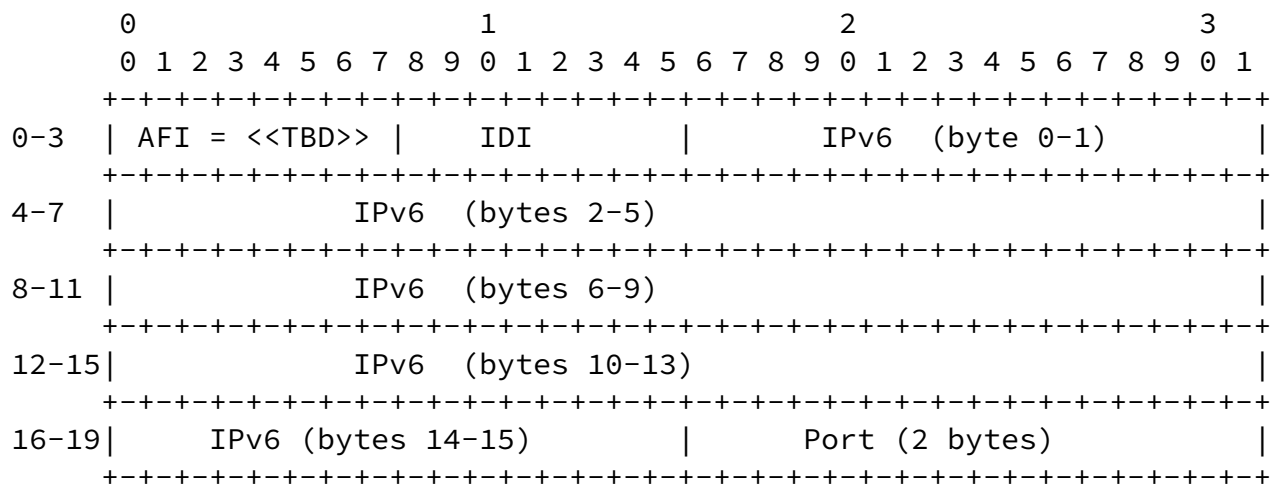 0                   1                   2                   3
       0 1 2 3 4 5 6 7 8 9 0 1 2 3 4 5 6 7 8 9 0 1 2 3 4 5 6 7 8 9 0 1
      +-+-+-+-+-+-+-+-+-+-+-+-+-+-+-+-+-+-+-+-+-+-+-+-+-+-+-+-+-+-+-+-+
0-3   | AFI = <<TBD>> |    IDI        |       IPv6  (byte 0-1)        |
      +-+-+-+-+-+-+-+-+-+-+-+-+-+-+-+-+-+-+-+-+-+-+-+-+-+-+-+-+-+-+-+-+
4-7   |             IPv6  (bytes 2-5)                                 |
      +-+-+-+-+-+-+-+-+-+-+-+-+-+-+-+-+-+-+-+-+-+-+-+-+-+-+-+-+-+-+-+-+
8-11  |             IPv6  (bytes 6-9)                                 |
      +-+-+-+-+-+-+-+-+-+-+-+-+-+-+-+-+-+-+-+-+-+-+-+-+-+-+-+-+-+-+-+-+
12-15|              IPv6  (bytes 10-13)                               |
      +-+-+-+-+-+-+-+-+-+-+-+-+-+-+-+-+-+-+-+-+-+-+-+-+-+-+-+-+-+-+-+-+
16-19|     IPv6 (bytes 14-15)         |      Port (2 bytes)           |
      +-+-+-+-+-+-+-+-+-+-+-+-+-+-+-+-+-+-+-+-+-+-+-+-+-+-+-+-+-+-+-+-+